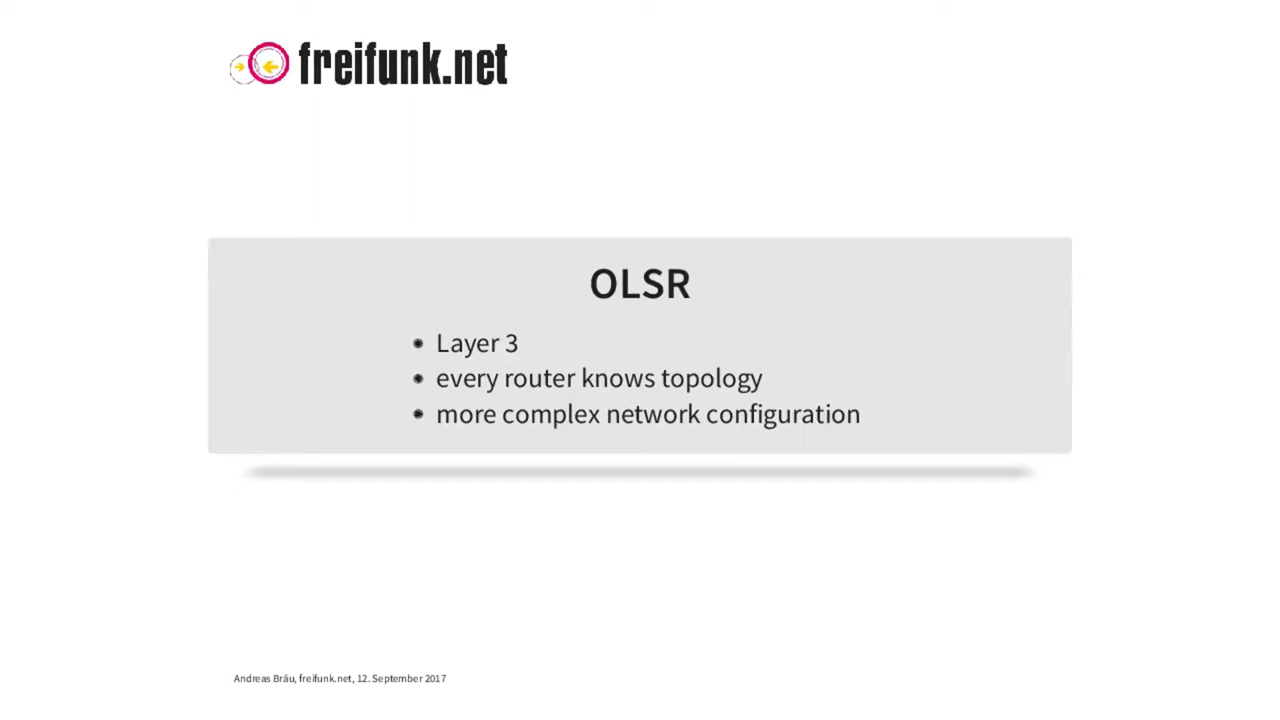 freifunk.net
OLSR
Layer 3
every router knows topology
more complex network configuration
Andreas Bräu, freifunk.net, 12. September 2017